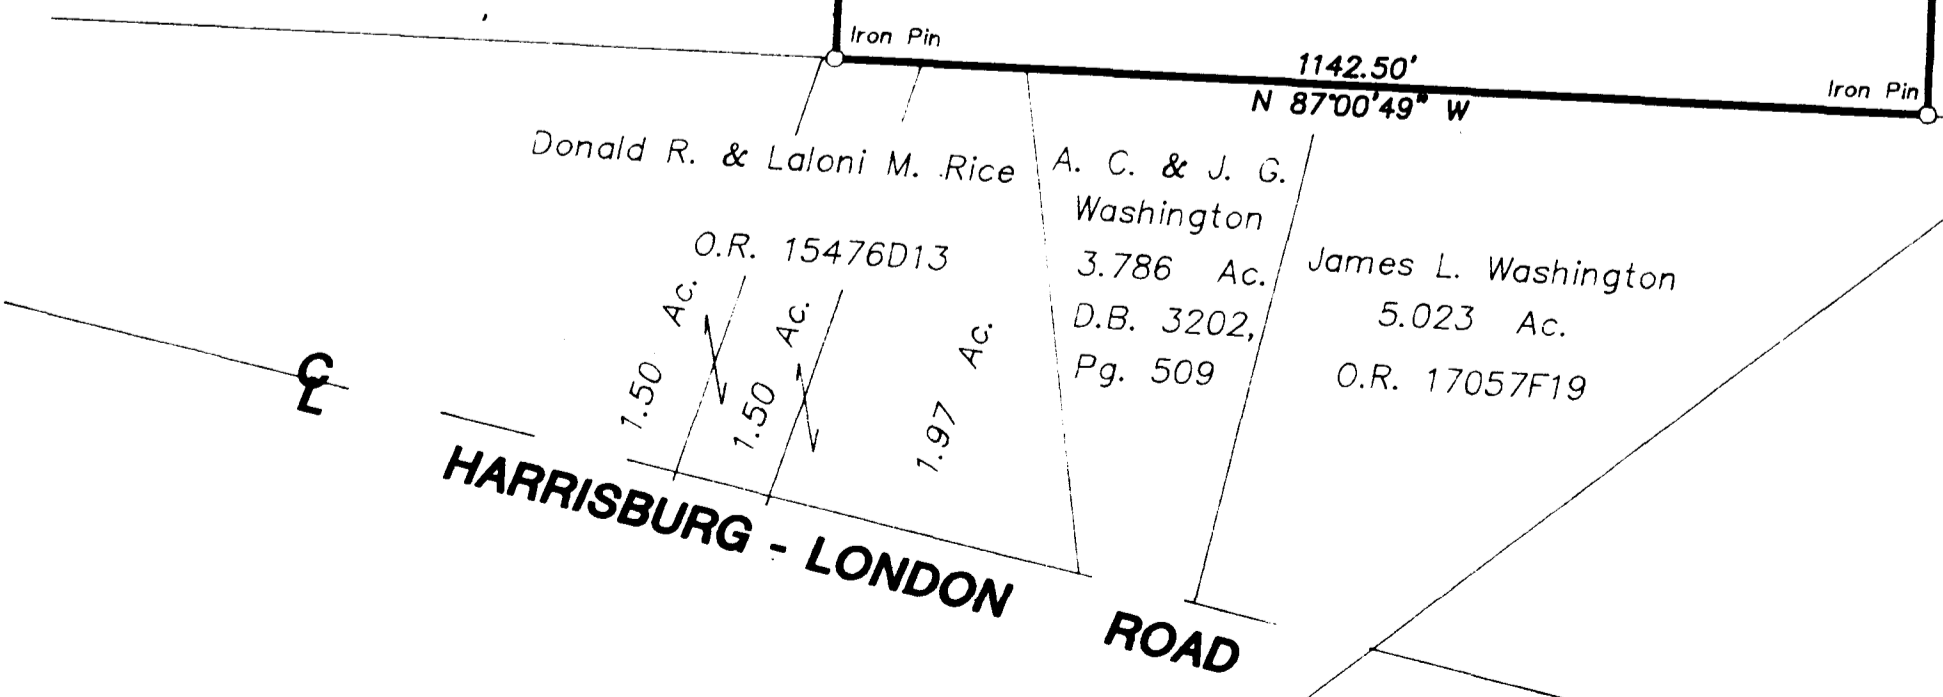 Iron Pin
1142.50'
N 87°00'49" W
Iron Pin
Donald R. & Laloni M. Rice
O.R. 15476D13
1.50 Ac.
1.50 Ac.
1.97 Ac.
A. C. & J. G.
Washington
3.786 Ac.
D.B. 3202,
Pg. 509
James L. Washington
5.023 Ac.
O.R. 17057F19
CL
HARRISBURG - LONDON ROAD